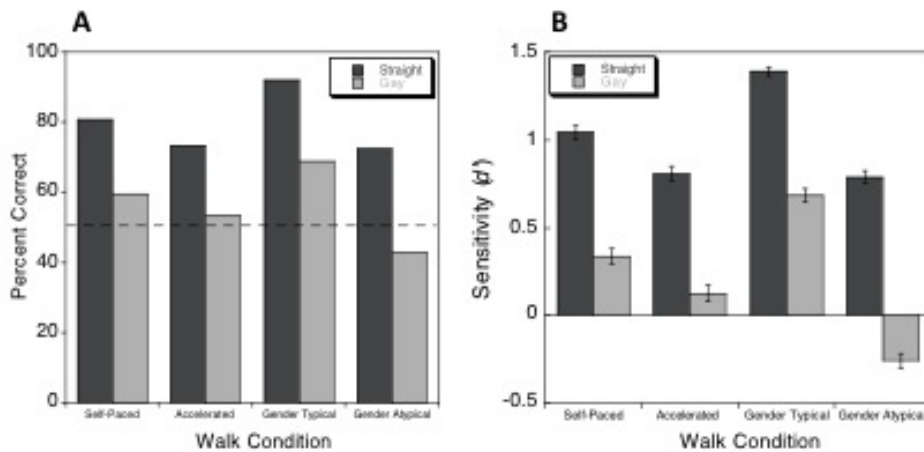 A
Percent Correct
100
80
60
40
20
0
Straight
Gay
Self-Paced Accelerated Gender Typical Gender Atypical
Walk Condition
B
Sensitivity (d')
1.5
1
0.5
0
-0.5
Straight
Gay
Self-Paced Accelerated Gender Typical Gender Atypical
Walk Condition